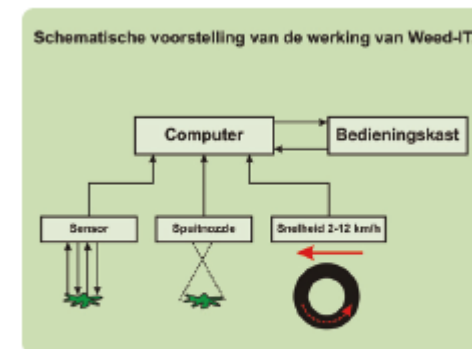 Schematische voorstelling van de werking van Weed-IT
Computer
Bedieningskast
Sensor
Spuitnozzle
Snelheid 2-12 km/h